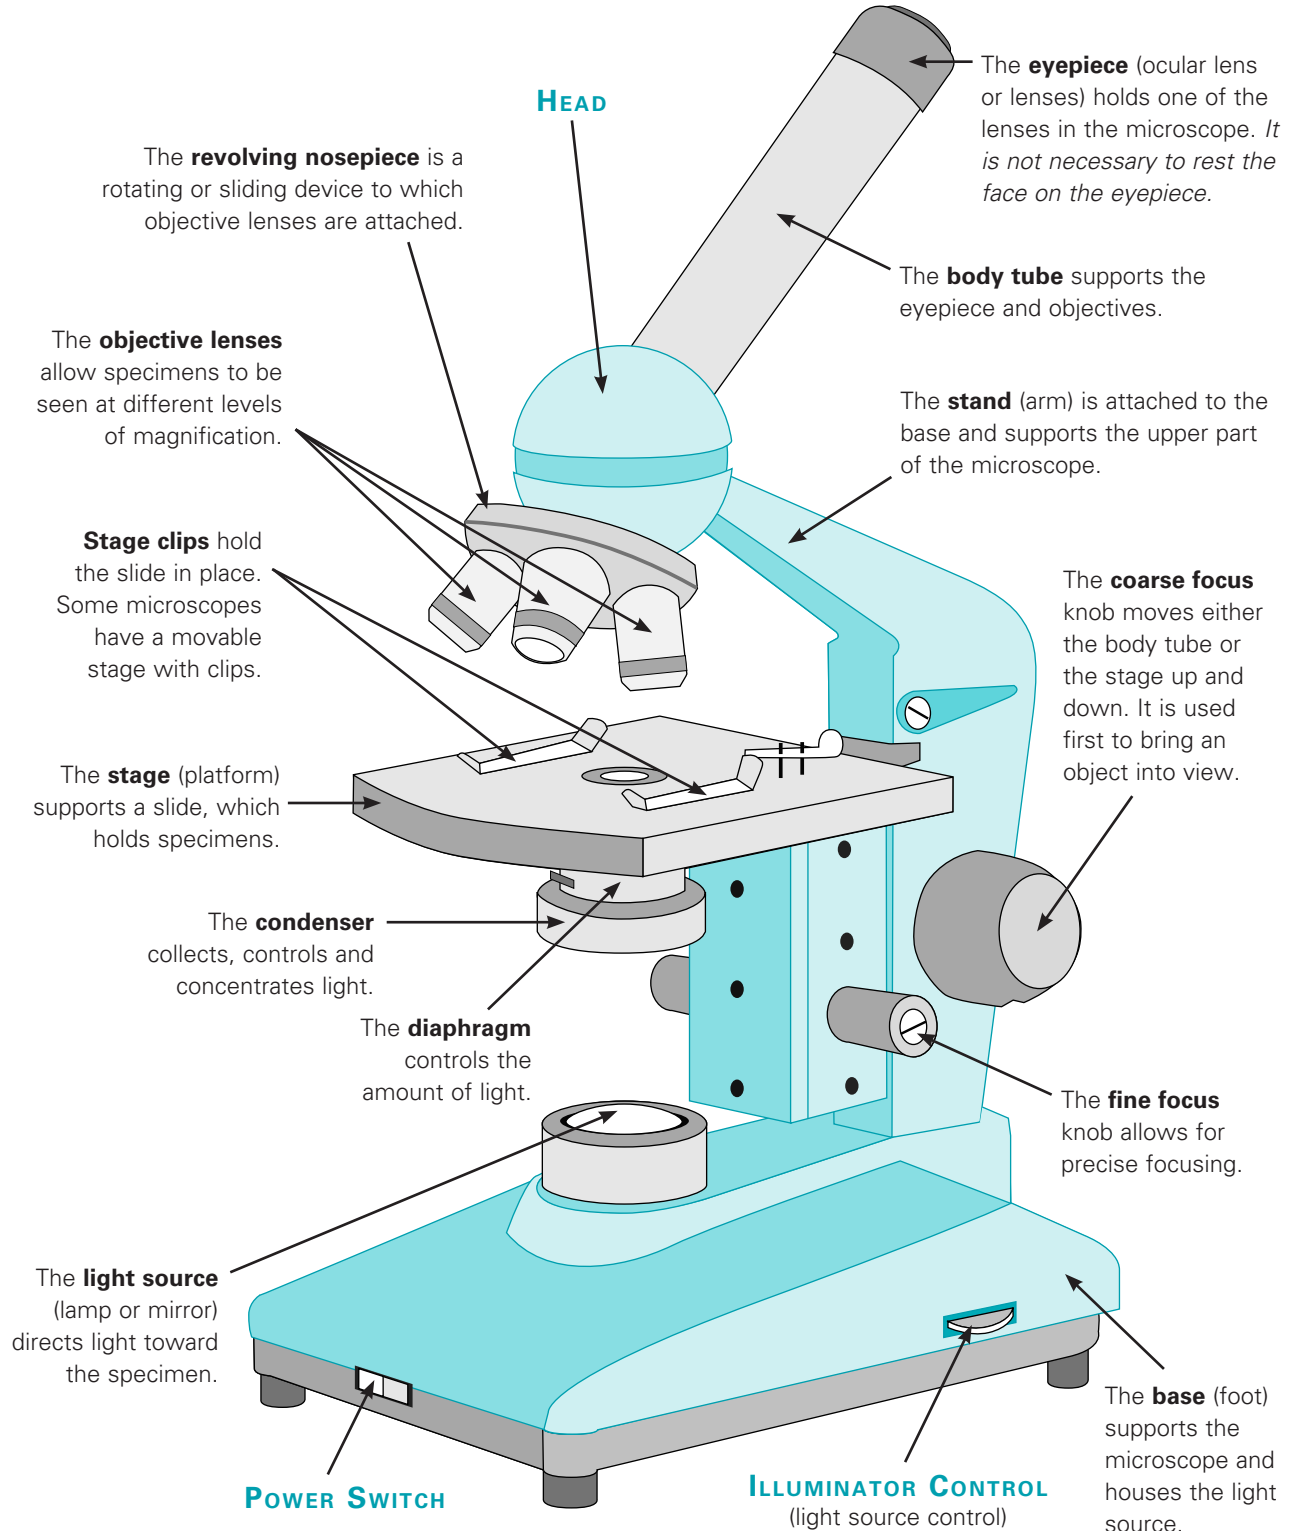 HEAD
The eyepiece (ocular lens
or lenses) holds one of the
lenses in the microscope. It
is not necessary to rest the
face on the eyepiece.
The revolving nosepiece is a
rotating or sliding device to which
objective lenses are attached.
The body tube supports the
eyepiece and objectives.
The objective lenses
allow specimens to be
seen at different levels
of magnification.
The stand (arm) is attached to the
base and supports the upper part
of the microscope.
Stage clips hold
the slide in place.
Some microscopes
have a movable
stage with clips.
The coarse focus
knob moves either
the body tube or
the stage up and
down. It is used
first to bring an
object into view.
The stage (platform)
supports a slide, which
holds specimens.
The condenser
collects, controls and
concentrates light.
The diaphragm
controls the
amount of light.
The fine focus
knob allows for
precise focusing.
The light source
(lamp or mirror)
directs light toward
the specimen.
The base (foot)
supports the
microscope and
houses the light
source.
POWER SWITCH
ILLUMINATOR CONTROL
(light source control)